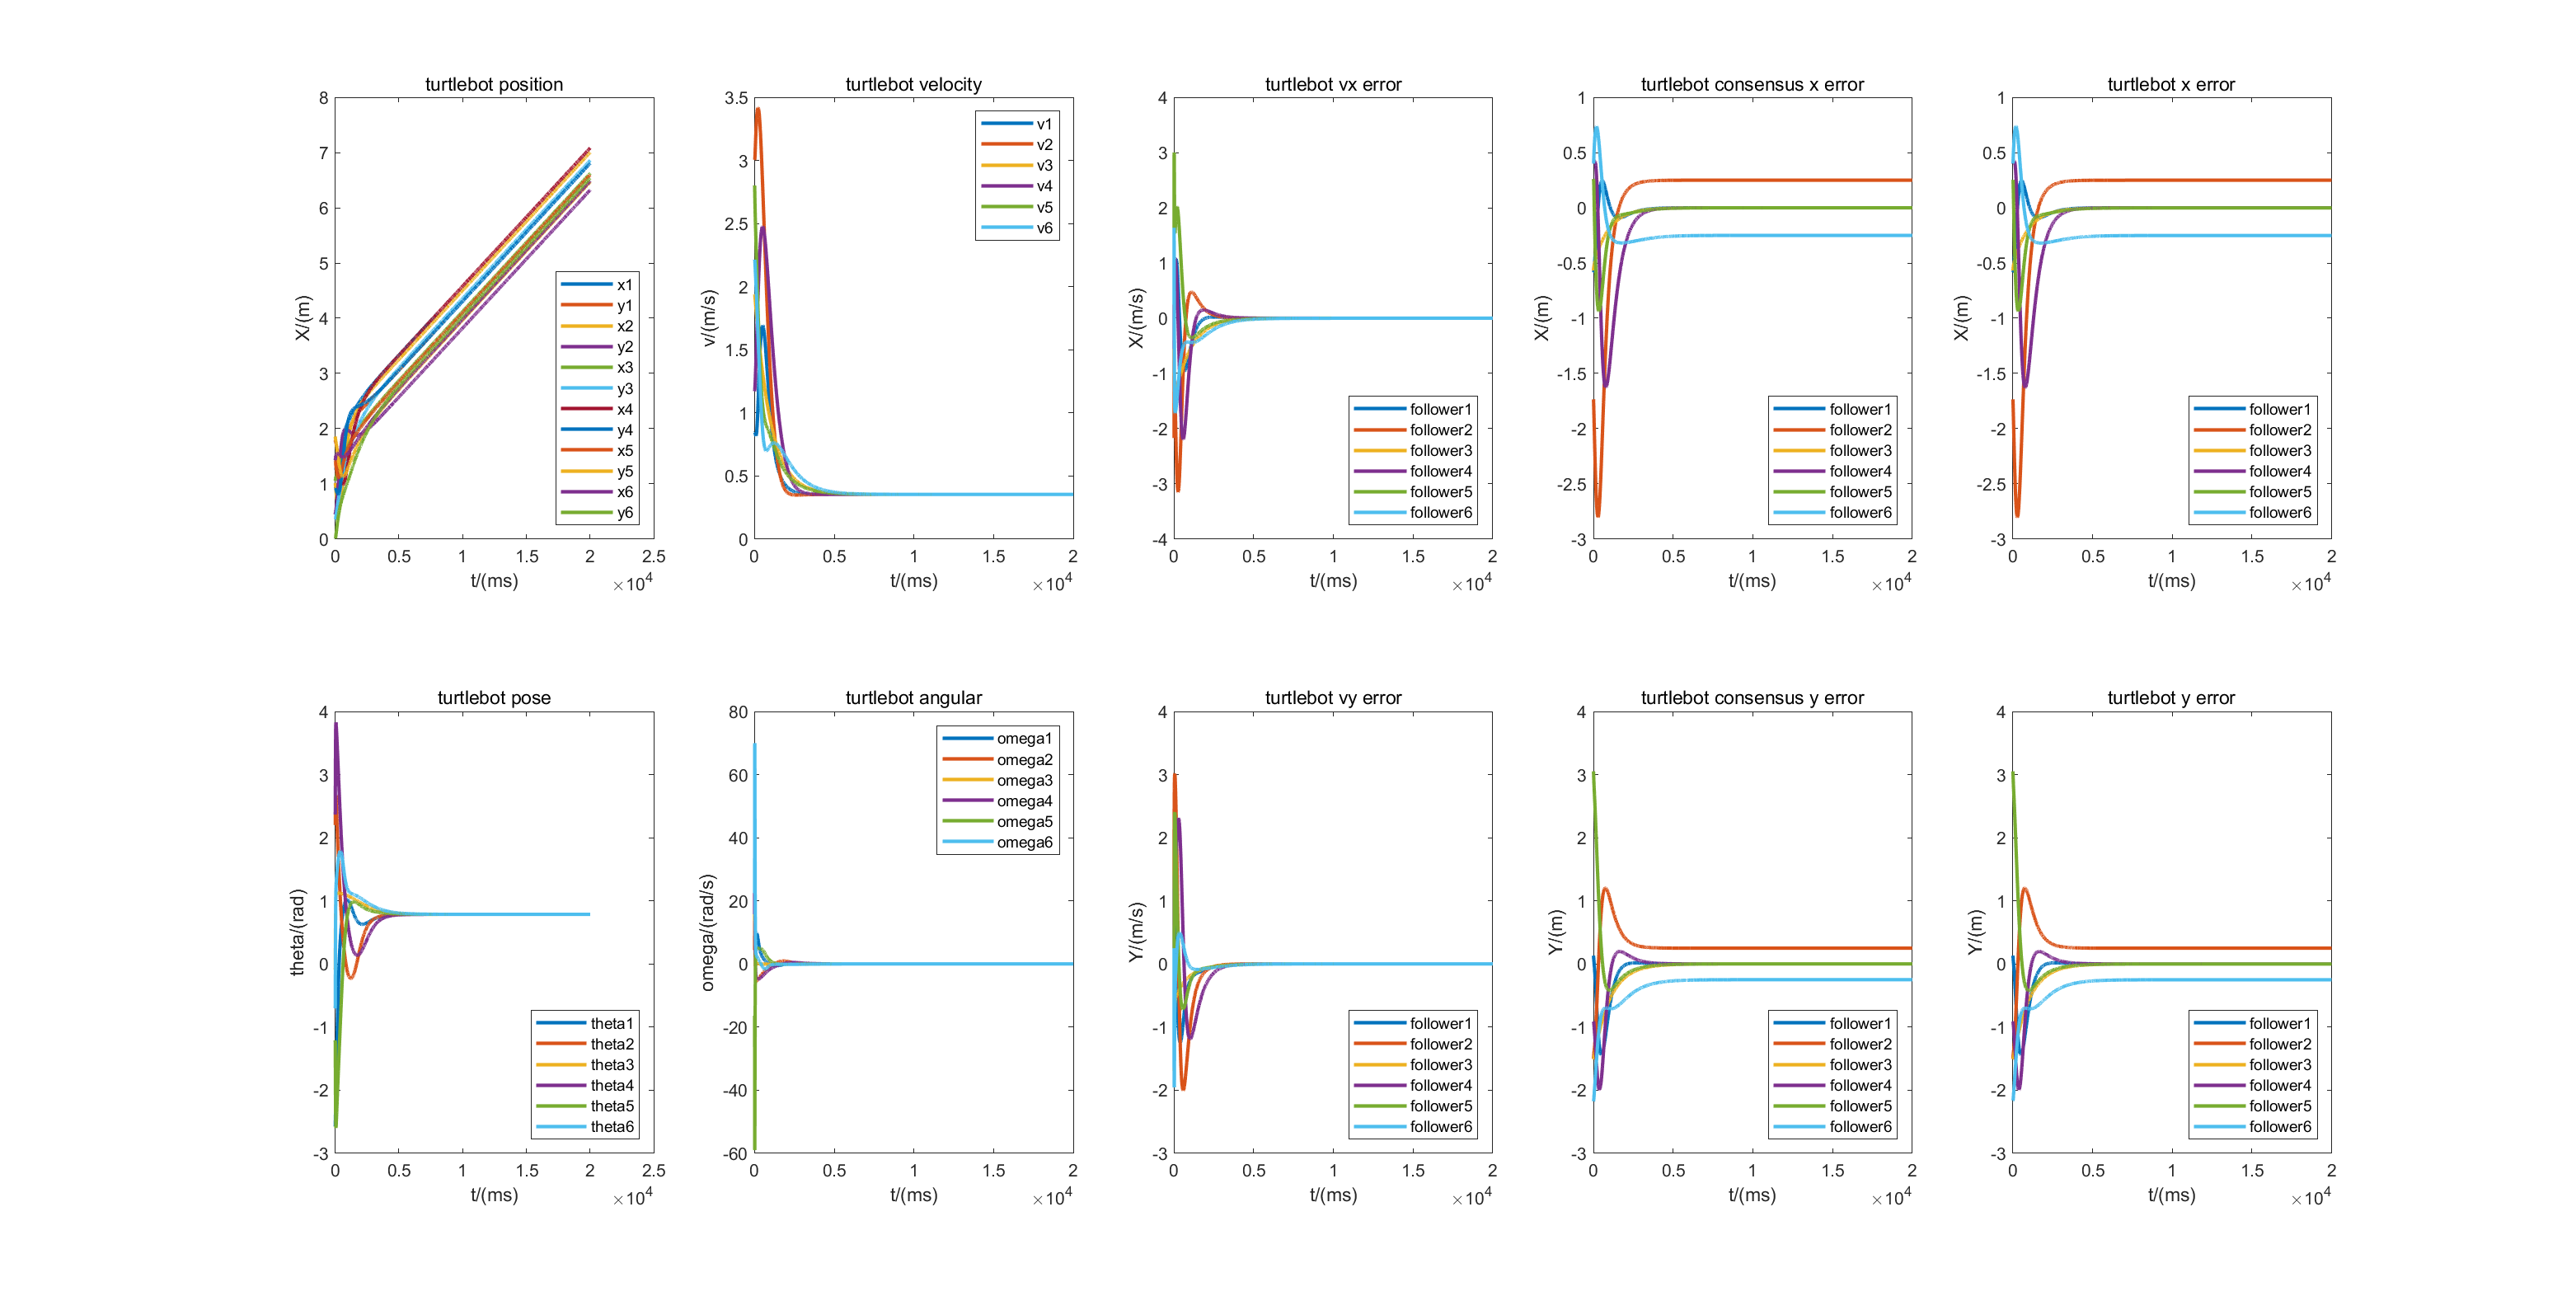 turtlebot position
8
7
6
5
4
3
2
1
0
X/(m)
x1
y1
x2
y2
x3
y3
x4
y4
x5
y5
x6
y6
0 0.5 1 1.5 2 2.5
t/(ms)
×10^4
turtlebot velocity
3.5
3
2.5
2
1.5
1
0.5
0
v/(m/s)
v1
v2
v3
v4
v5
v6
0 0.5 1 1.5 2
t/(ms)
×10^4
turtlebot vx error
4
3
2
1
0
-1
-2
-3
-4
X/(m/s)
follower1
follower2
follower3
follower4
follower5
follower6
0 0.5 1 1.5 2
t/(ms)
×10^4
turtlebot consensus x error
1
0.5
0
-0.5
-1
-1.5
-2
-2.5
-3
X/(m)
follower1
follower2
follower3
follower4
follower5
follower6
0 0.5 1 1.5 2
t/(ms)
×10^4
turtlebot x error
1
0.5
0
-0.5
-1
-1.5
-2
-2.5
-3
X/(m)
follower1
follower2
follower3
follower4
follower5
follower6
0 0.5 1 1.5 2
t/(ms)
×10^4
turtlebot pose
4
3
2
1
0
-1
-2
-3
theta/(rad)
theta1
theta2
theta3
theta4
theta5
theta6
0 0.5 1 1.5 2 2.5
t/(ms)
×10^4
turtlebot angular
80
60
40
20
0
-20
-40
-60
omega/(rad/s)
omega1
omega2
omega3
omega4
omega5
omega6
0 0.5 1 1.5 2
t/(ms)
×10^4
turtlebot vy error
4
3
2
1
0
-1
-2
-3
Y/(m/s)
follower1
follower2
follower3
follower4
follower5
follower6
0 0.5 1 1.5 2
t/(ms)
×10^4
turtlebot consensus y error
4
3
2
1
0
-1
-2
-3
Y/(m)
follower1
follower2
follower3
follower4
follower5
follower6
0 0.5 1 1.5 2
t/(ms)
×10^4
turtlebot y error
4
3
2
1
0
-1
-2
-3
Y/(m)
follower1
follower2
follower3
follower4
follower5
follower6
0 0.5 1 1.5 2
t/(ms)
×10^4